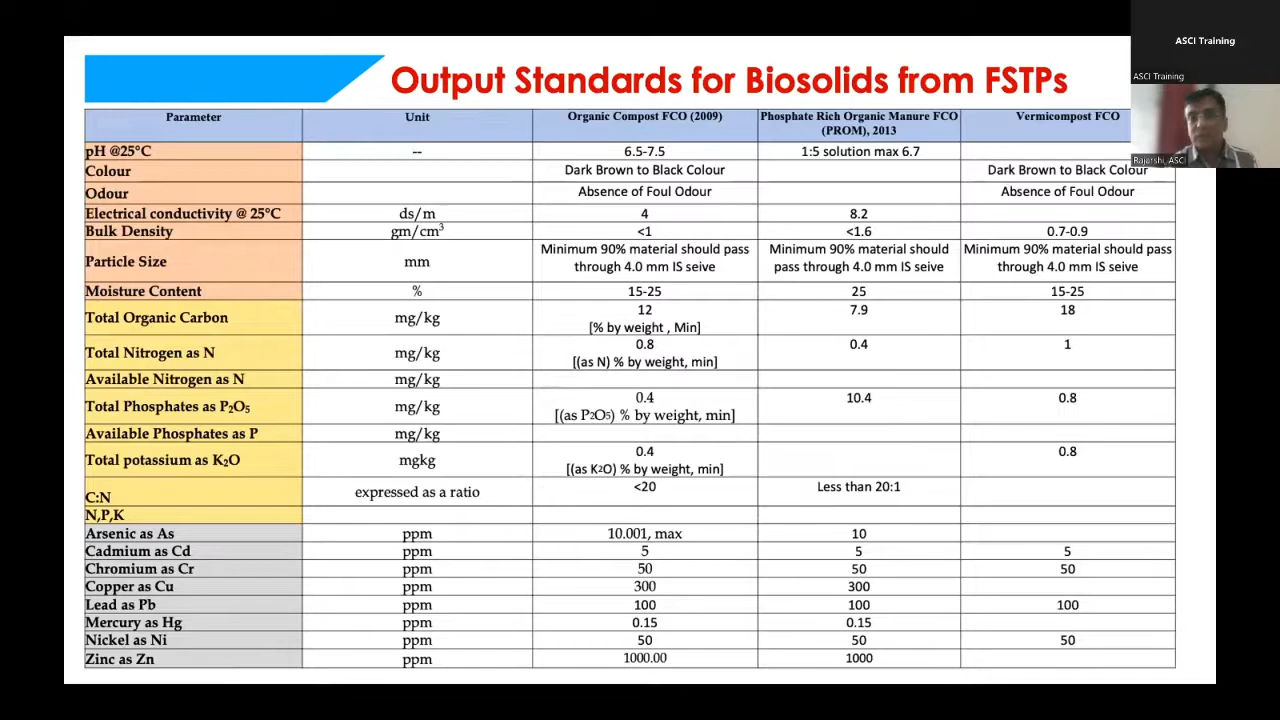 ASCI Training
ASCI Training
Rajarshi, ASCI
Output Standards for Biosolids from FSTPs
Parameter Unit Organic Compost FCO (2009) Phosphate Rich Organic Manure FCO (PROM), 2013 Vermicompost FCO
pH @25°C -- 6.5-7.5 1:5 solution max 6.7
Colour Dark Brown to Black Colour Dark Brown to Black Colour
Odour Absence of Foul Odour Absence of Foul Odour
Electrical conductivity @ 25°C ds/m 4 8.2
Bulk Density gm/cm³ <1 <1.6 0.7-0.9
Particle Size mm Minimum 90% material should pass through 4.0 mm IS seive Minimum 90% material should pass through 4.0 mm IS seive Minimum 90% material should pass through 4.0 mm IS seive
Moisture Content % 15-25 25 15-25
Total Organic Carbon mg/kg 12 [% by weight , Min] 7.9 18
Total Nitrogen as N mg/kg 0.8 [(as N) % by weight, min] 0.4 1
Available Nitrogen as N mg/kg
Total Phosphates as P₂O₅ mg/kg 0.4 [(as P2O5) % by weight, min] 10.4 0.8
Available Phosphates as P mg/kg
Total potassium as K₂O mgkg 0.4 [(as K2O) % by weight, min] 0.8
C:N expressed as a ratio <20 Less than 20:1
N,P,K
Arsenic as As ppm 10.001, max 10
Cadmium as Cd ppm 5 5 5
Chromium as Cr ppm 50 50 50
Copper as Cu ppm 300 300
Lead as Pb ppm 100 100 100
Mercury as Hg ppm 0.15 0.15
Nickel as Ni ppm 50 50 50
Zinc as Zn ppm 1000.00 1000